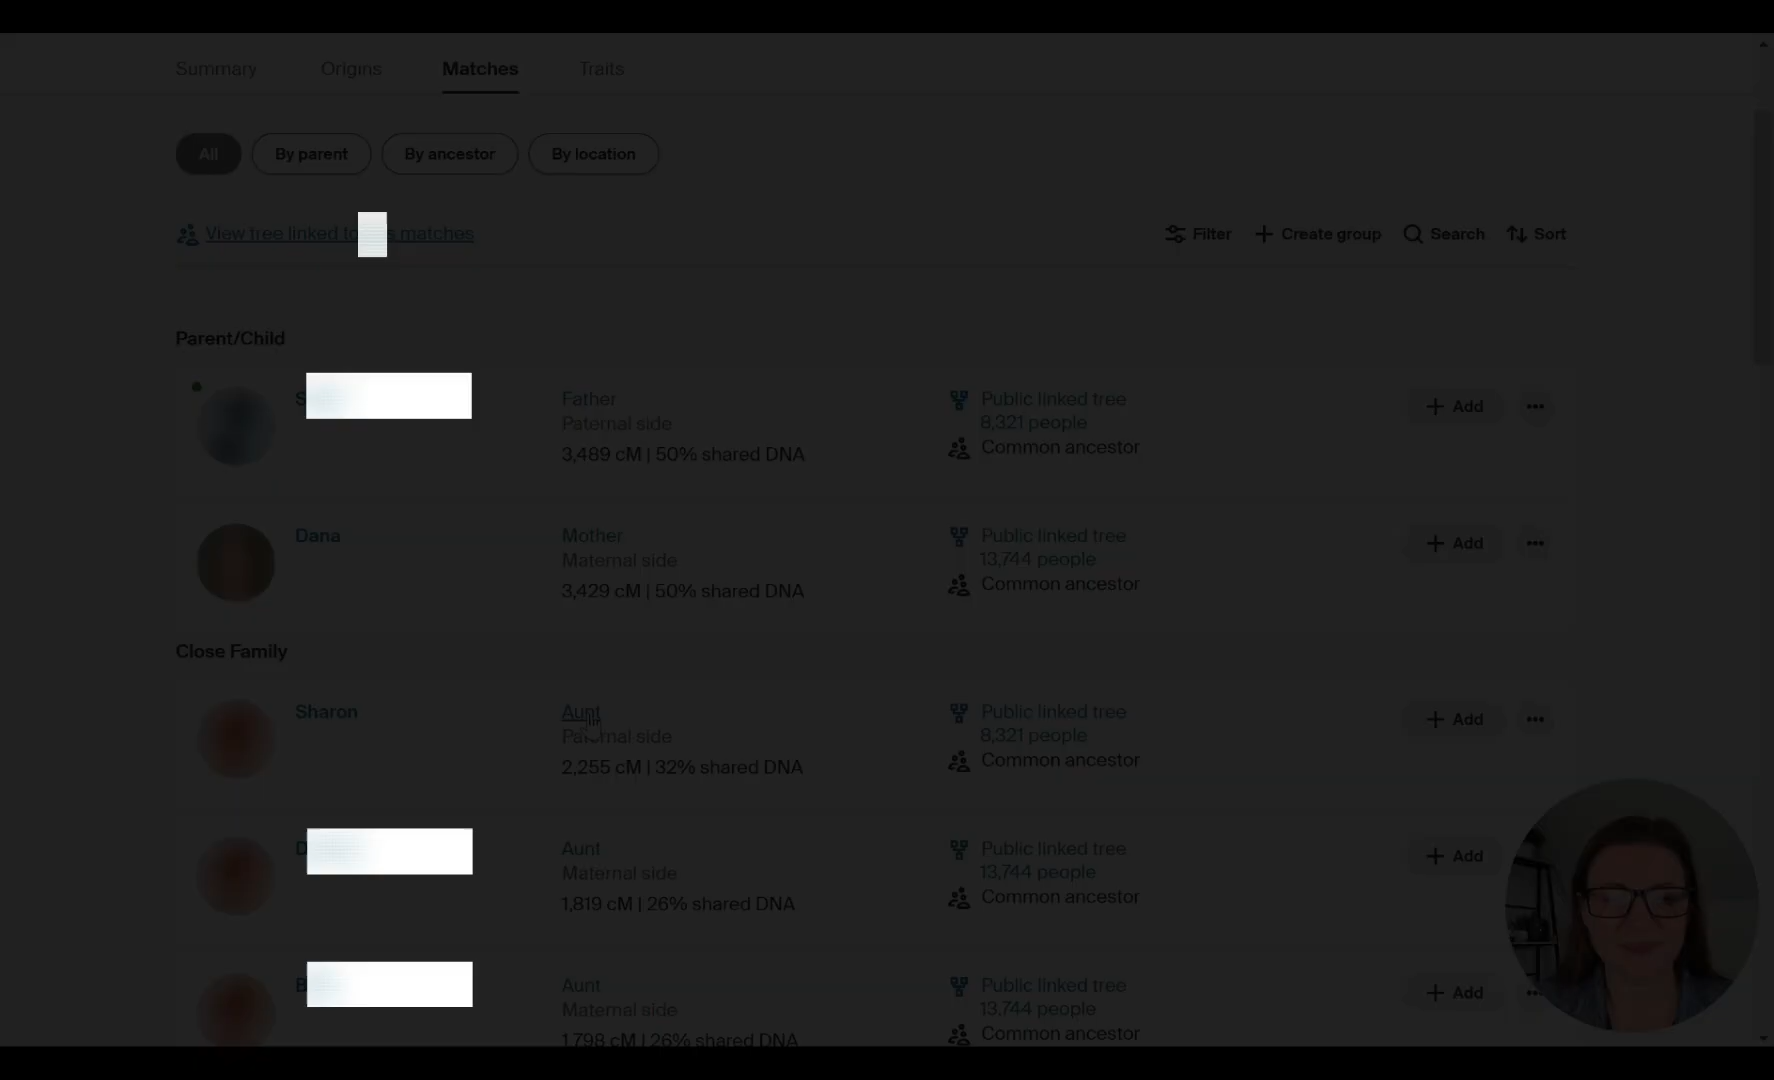 Summary Origins Matches Traits
All By parent By ancestor By location
View tree linked to matches Filter Create group Search Sort
Parent/Child
Father Public linked tree Add
Paternal side 8,321 people
3,489 cM | 50% shared DNA Common ancestor
Dana Mother Public linked tree Add
Maternal side 13,744 people
3,429 cM | 50% shared DNA Common ancestor
Close Family
Sharon Aunt Public linked tree Add
Paternal side 8,321 people
2,255 cM | 32% shared DNA Common ancestor
Aunt Public linked tree Add
Maternal side 13,744 people
1,819 cM | 26% shared DNA Common ancestor
Aunt Public linked tree Add
Maternal side 13,744 people
1,798 cM | 26% shared DNA Common ancestor